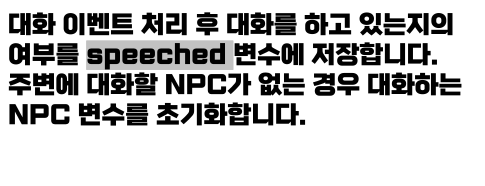 대화 이벤트 처리 후 대화를 하고 있는지의
여부를 speeched 변수에 저장합니다.
주변에 대화할 NPC가 없는 경우 대화하는
NPC 변수를 초기화합니다.